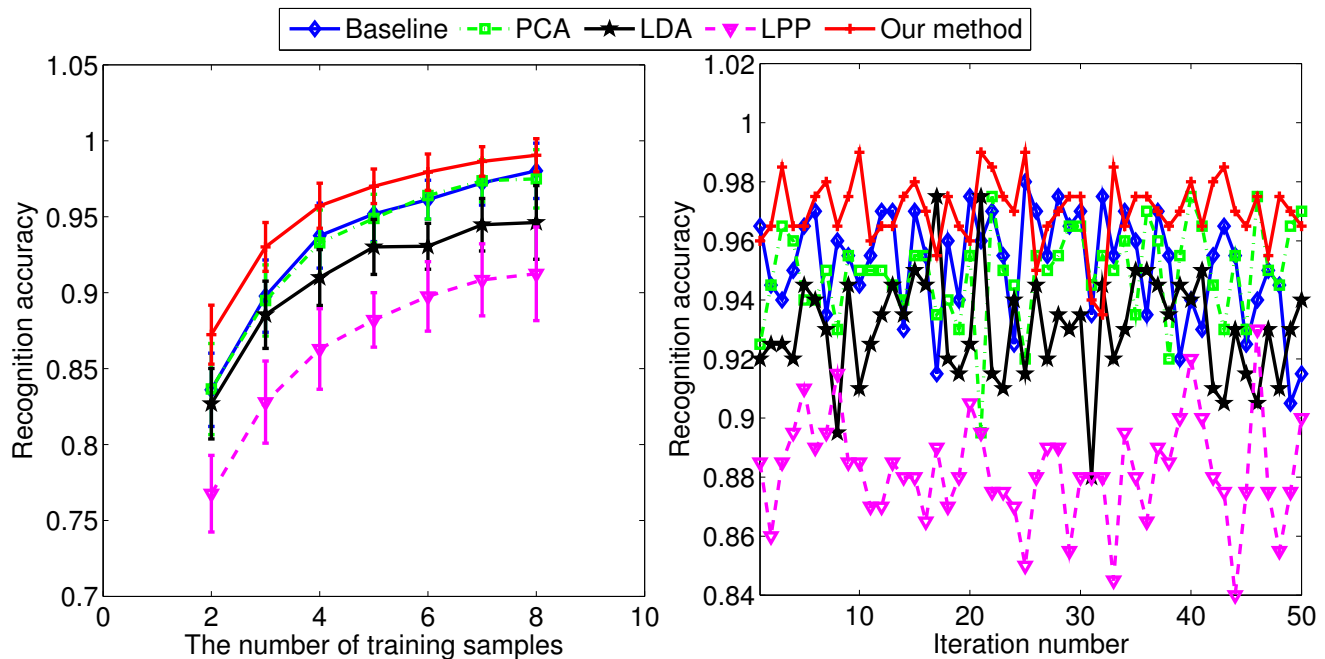 Baseline PCA LDA LPP Our method
1.05
1
0.95
0.9
0.85
0.8
0.75
0.7
0 2 4 6 8 10
Recognition accuracy
The number of training samples
1.02
1
0.98
0.96
0.94
0.92
0.9
0.88
0.86
0.84
10 20 30 40 50
Recognition accuracy
Iteration number